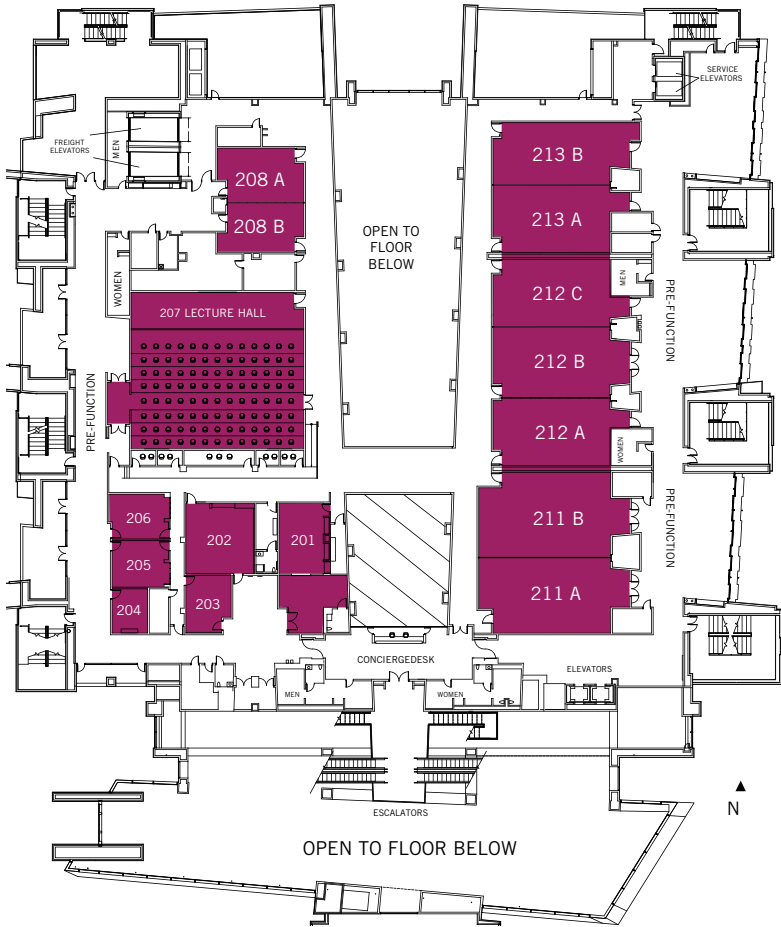 SERVICE
ELEVATORS
FREIGHT
ELEVATORS
MEN
208 A
208 B
213 B
213 A
OPEN TO
FLOOR
BELOW
WOMEN
207 LECTURE HALL
212 C
MEN
PRE-FUNCTION
212 B
PRE-FUNCTION
212 A
WOMEN
206
205
204
202
203
201
211 B
211 A
PRE-FUNCTION
CONCIERGEDESK
ELEVATORS
MEN
WOMEN
ESCALATORS
N
OPEN TO FLOOR BELOW